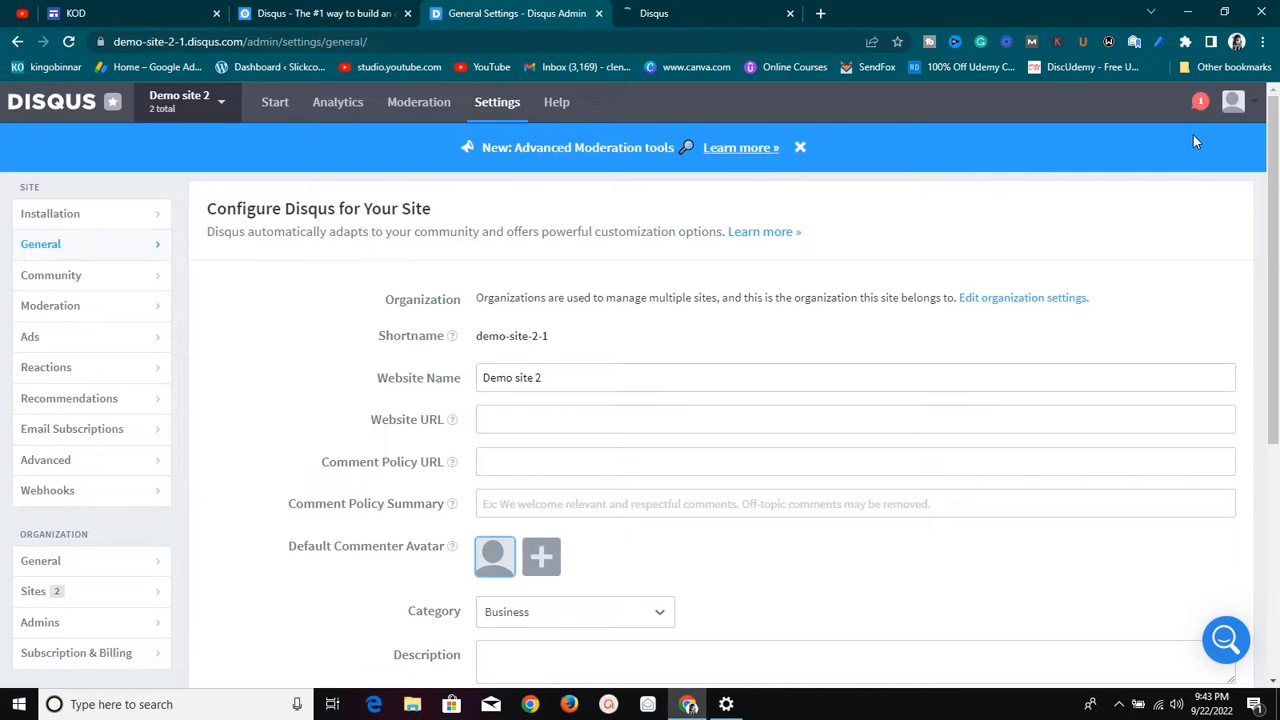 KOD
Disqus - The #1 way to build an
General Settings - Disqus Admin
Disqus
demo-site-2-1.disqus.com/admin/settings/general/
kingobinnar
Home – Google Ad...
Dashboard ‹ Slickco...
studio.youtube.com
YouTube
Inbox (3,169) - clen...
www.canva.com
Online Courses
SendFox
100% Off Udemy C...
DiscUdemy - Free U...
Other bookmarks
DISQUS
Demo site 2
2 total
Start
Analytics
Moderation
Settings
Help
1
New: Advanced Moderation tools
Learn more »
SITE
Installation
General
Community
Moderation
Ads
Reactions
Recommendations
Email Subscriptions
Advanced
Webhooks
ORGANIZATION
General
Sites 2
Admins
Subscription & Billing
Configure Disqus for Your Site
Disqus automatically adapts to your community and offers powerful customization options. Learn more »
Organization Organizations are used to manage multiple sites, and this is the organization this site belongs to. Edit organization settings.
Shortname ? demo-site-2-1
Website Name Demo site 2
Website URL ?
Comment Policy URL ?
Comment Policy Summary ? Ex: We welcome relevant and respectful comments. Off-topic comments may be removed.
Default Commenter Avatar ?
Category Business
Description
Type here to search
9:43 PM
9/22/2022